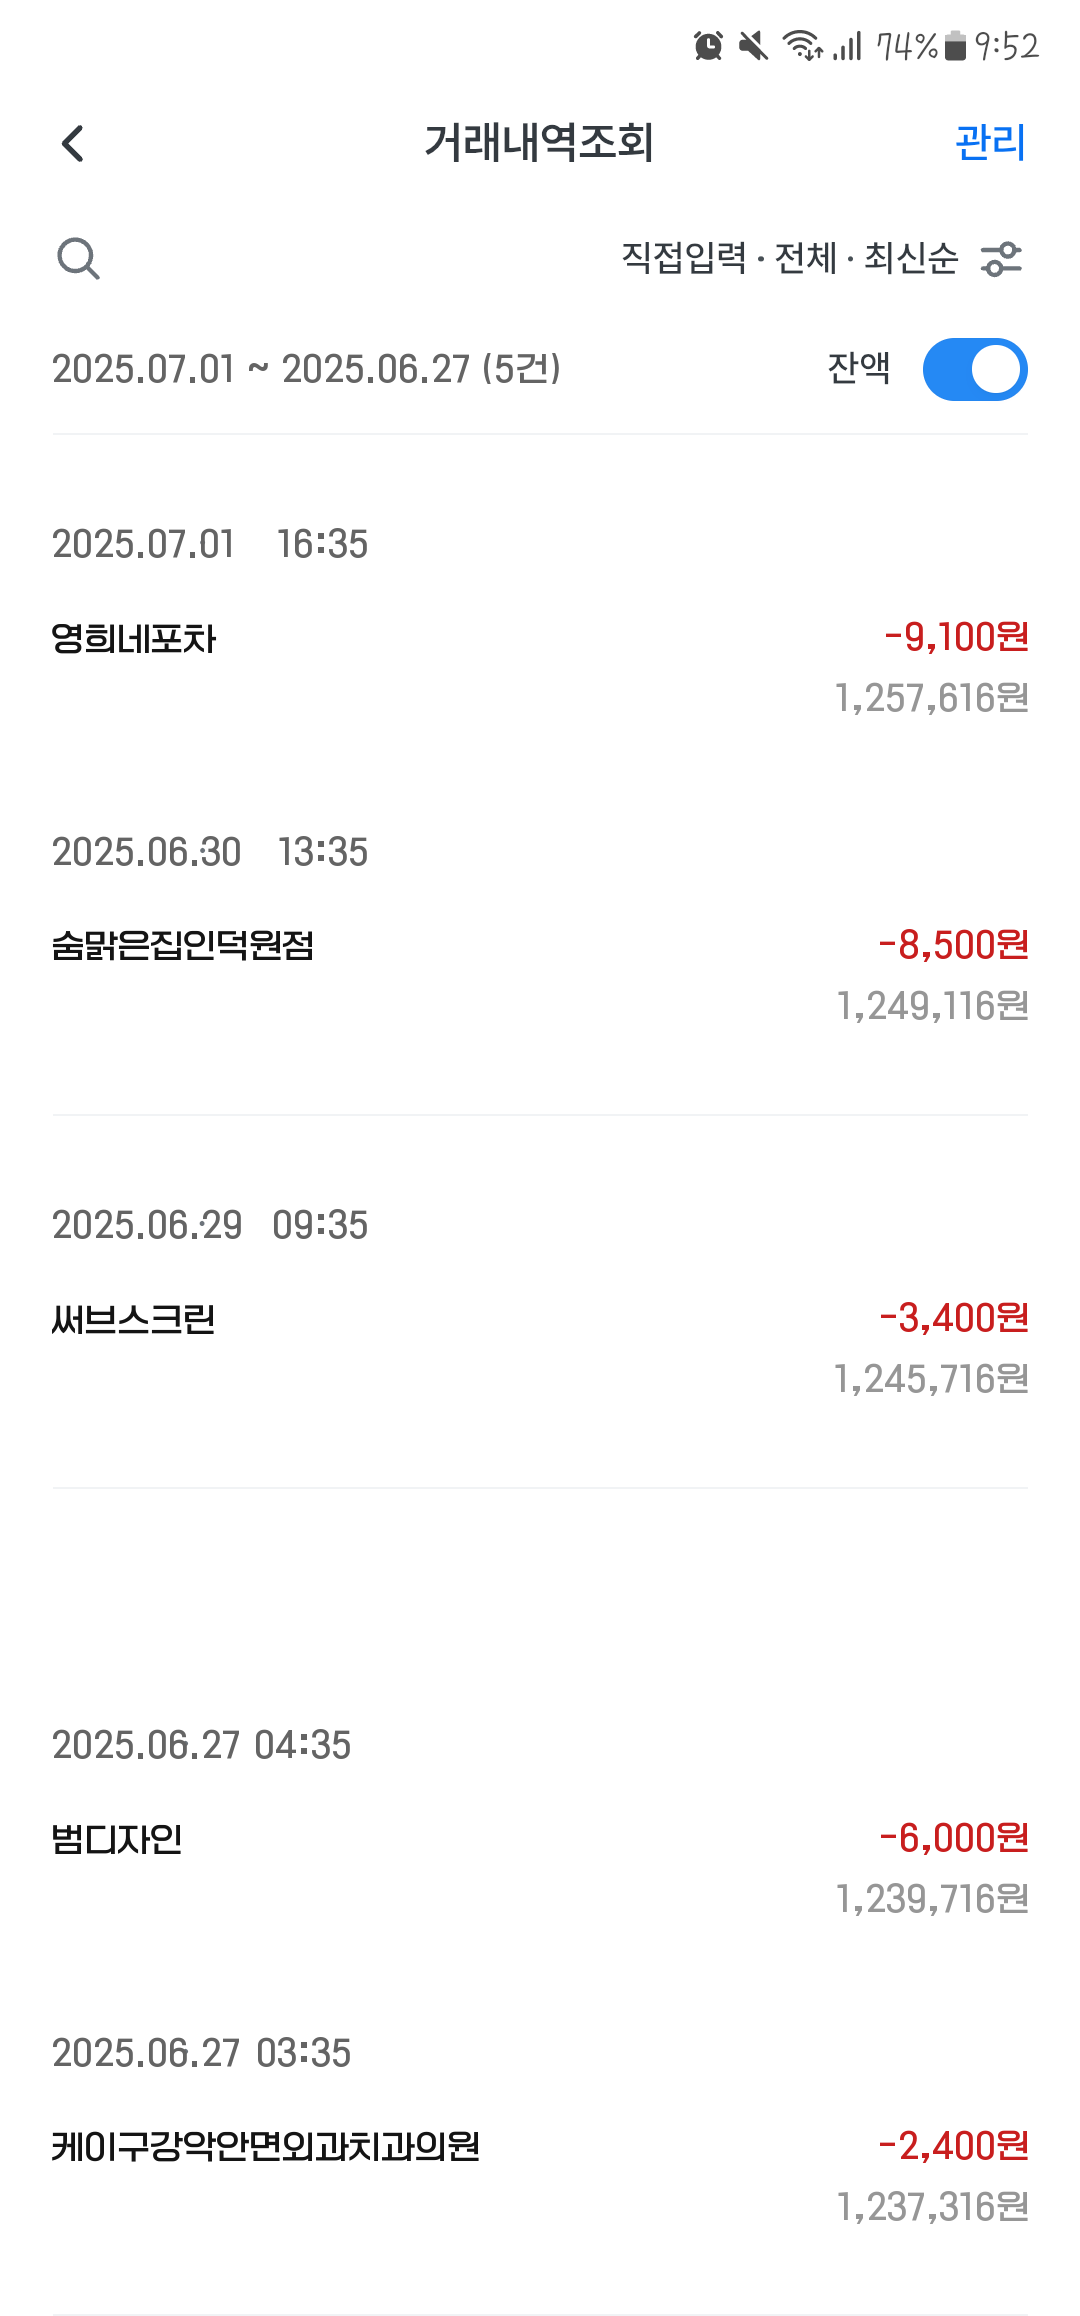 74% 9:52
거래내역조회 관리
직접입력 · 전체 · 최신순
2025.07.01 ~ 2025.06.27 (5건) 잔액
2025.07.01 16:35
영희네포차 -9,100원
1,257,616원
2025.06.30 13:35
숨맑은집인덕원점 -8,500원
1,249,116원
2025.06.29 09:35
써브스크린 -3,400원
1,245,716원
2025.06.27 04:35
범디자인 -6,000원
1,239,716원
2025.06.27 03:35
케이구강악안면외과치과의원 -2,400원
1,237,316원